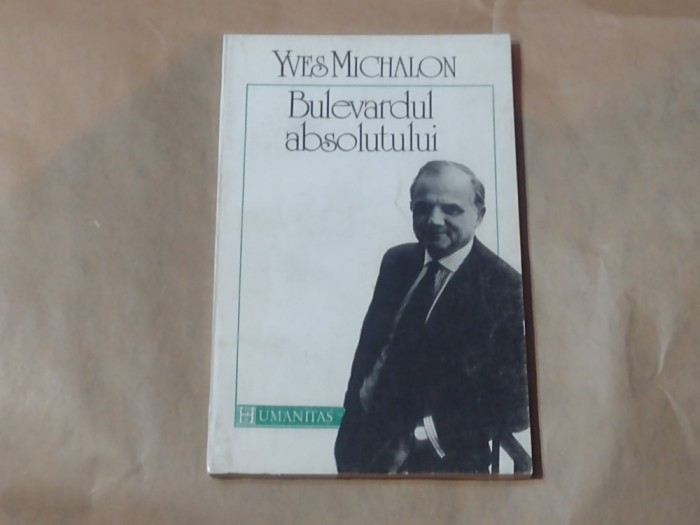 YVES MICHALON
Bulevardul
absolutului
HUMANITAS